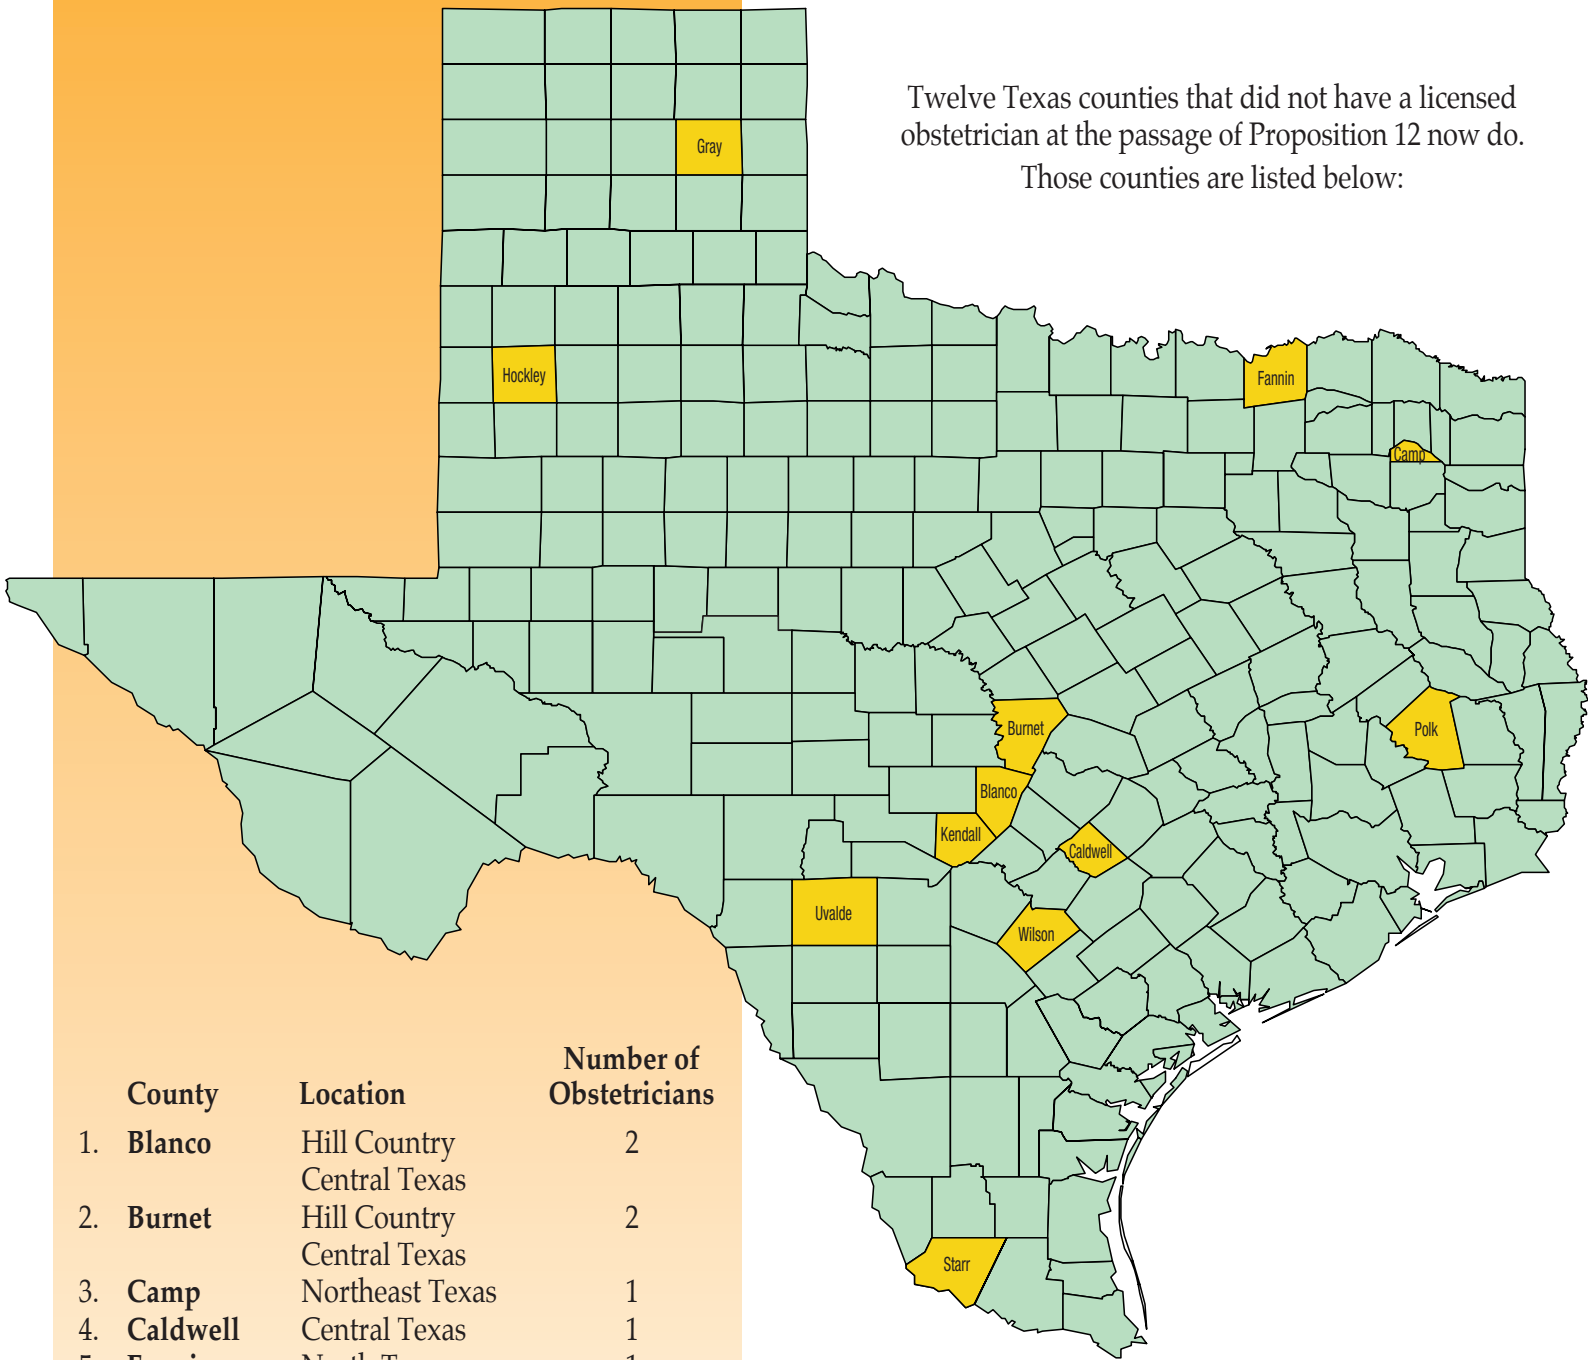 Twelve Texas counties that did not have a licensed
obstetrician at the passage of Proposition 12 now do.
Those counties are listed below:
Gray
Hockley
Fannin
Camp
Burnet
Polk
Blanco
Kendall
Caldwell
Uvalde
Wilson
Starr
County Location Number of Obstetricians
1. Blanco Hill Country 2
Central Texas
2. Burnet Hill Country 2
Central Texas
3. Camp Northeast Texas 1
4. Caldwell Central Texas 1